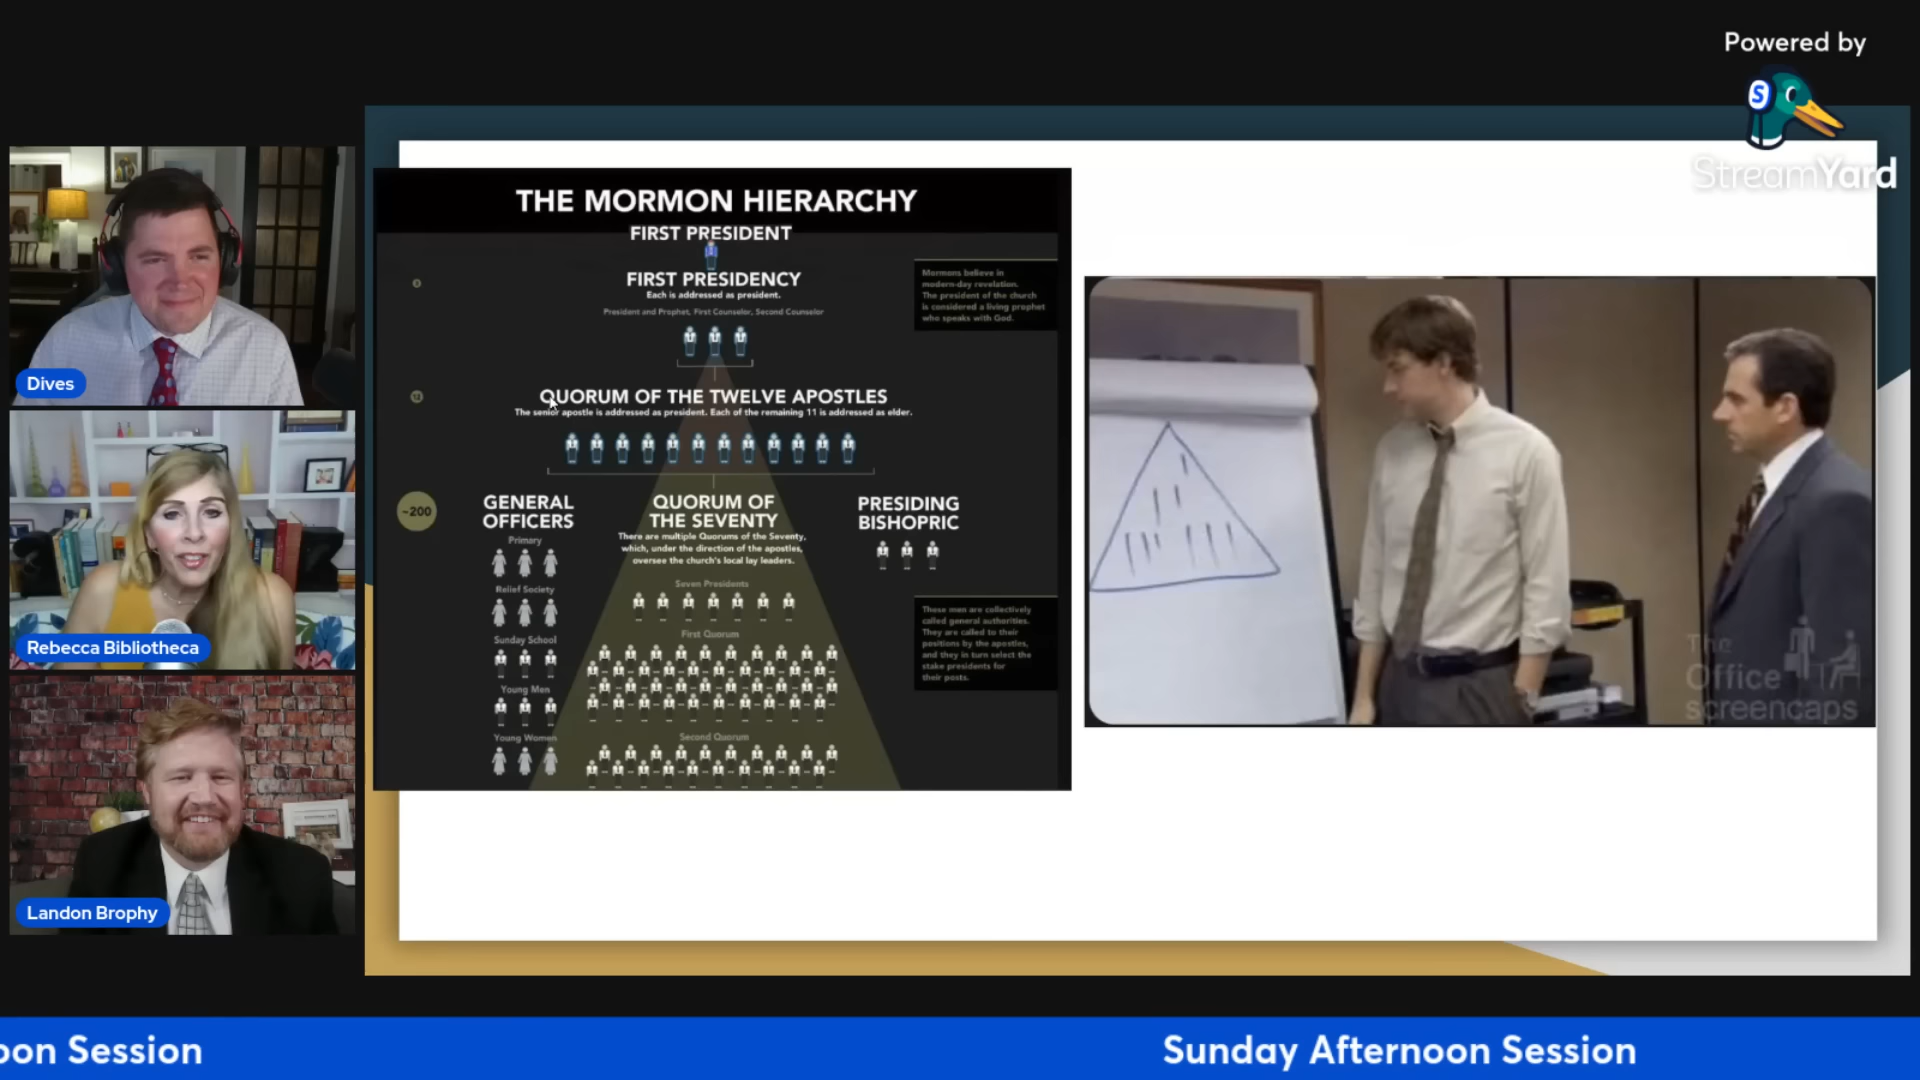 Powered by
StreamYard
THE MORMON HIERARCHY
FIRST PRESIDENT
FIRST PRESIDENCY
Each is addressed as president.
President and Prophet, First Counselor, Second Counselor
Mormons believe in
modern-day revelation.
The president of the church
is considered a living prophet
who speaks with God.
QUORUM OF THE TWELVE APOSTLES
The senior apostle is addressed as president. Each of the remaining 11 is addressed as elder.
~200
GENERAL
OFFICERS
Primary
Relief Society
Sunday School
Young Men
Young Women
QUORUM OF
THE SEVENTY
There are multiple Quorums of the Seventy,
which, under the direction of the apostles,
oversee the church's local lay leaders.
Seven Presidents
First Quorum
Second Quorum
PRESIDING
BISHOPRIC
These men are collectively
called general authorities.
They are called to their
positions by the apostles,
and they in turn select the
stake presidents for
their posts.
The
Office
screencaps
Dives
Rebecca Bibliotheca
Landon Brophy
oon Session
Sunday Afternoon Session